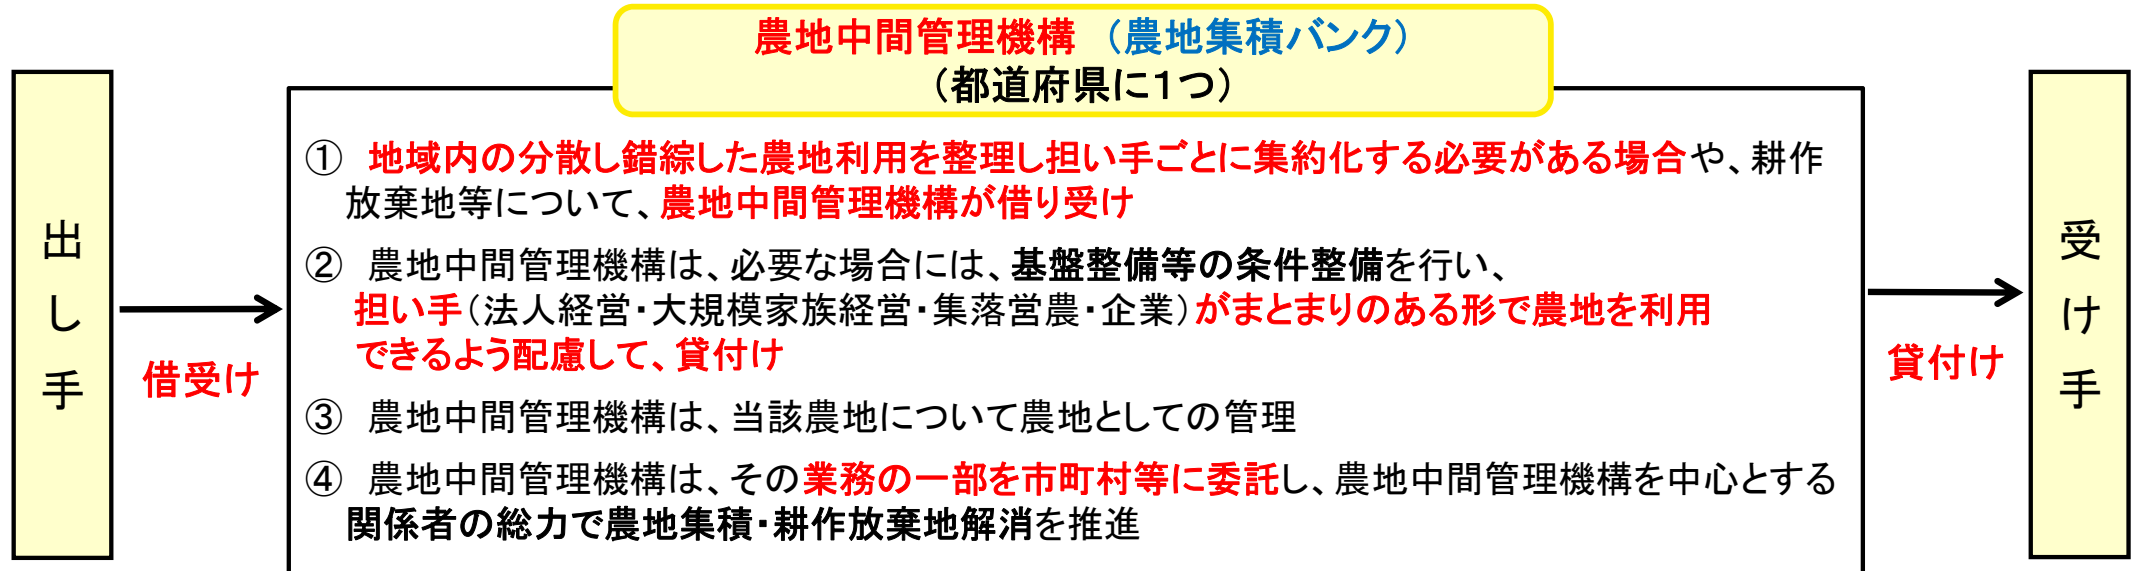 農地中間管理機構 （農地集積バンク）
（都道府県に１つ）
出し手
借受け
① 地域内の分散し錯綜した農地利用を整理し担い手ごとに集約化する必要がある場合や、耕作
放棄地等について、農地中間管理機構が借り受け
② 農地中間管理機構は、必要な場合には、基盤整備等の条件整備を行い、
担い手（法人経営・大規模家族経営・集落営農・企業）がまとまりのある形で農地を利用
できるよう配慮して、貸付け
③ 農地中間管理機構は、当該農地について農地としての管理
④ 農地中間管理機構は、その業務の一部を市町村等に委託し、農地中間管理機構を中心とする
関係者の総力で農地集積・耕作放棄地解消を推進
貸付け
受け手